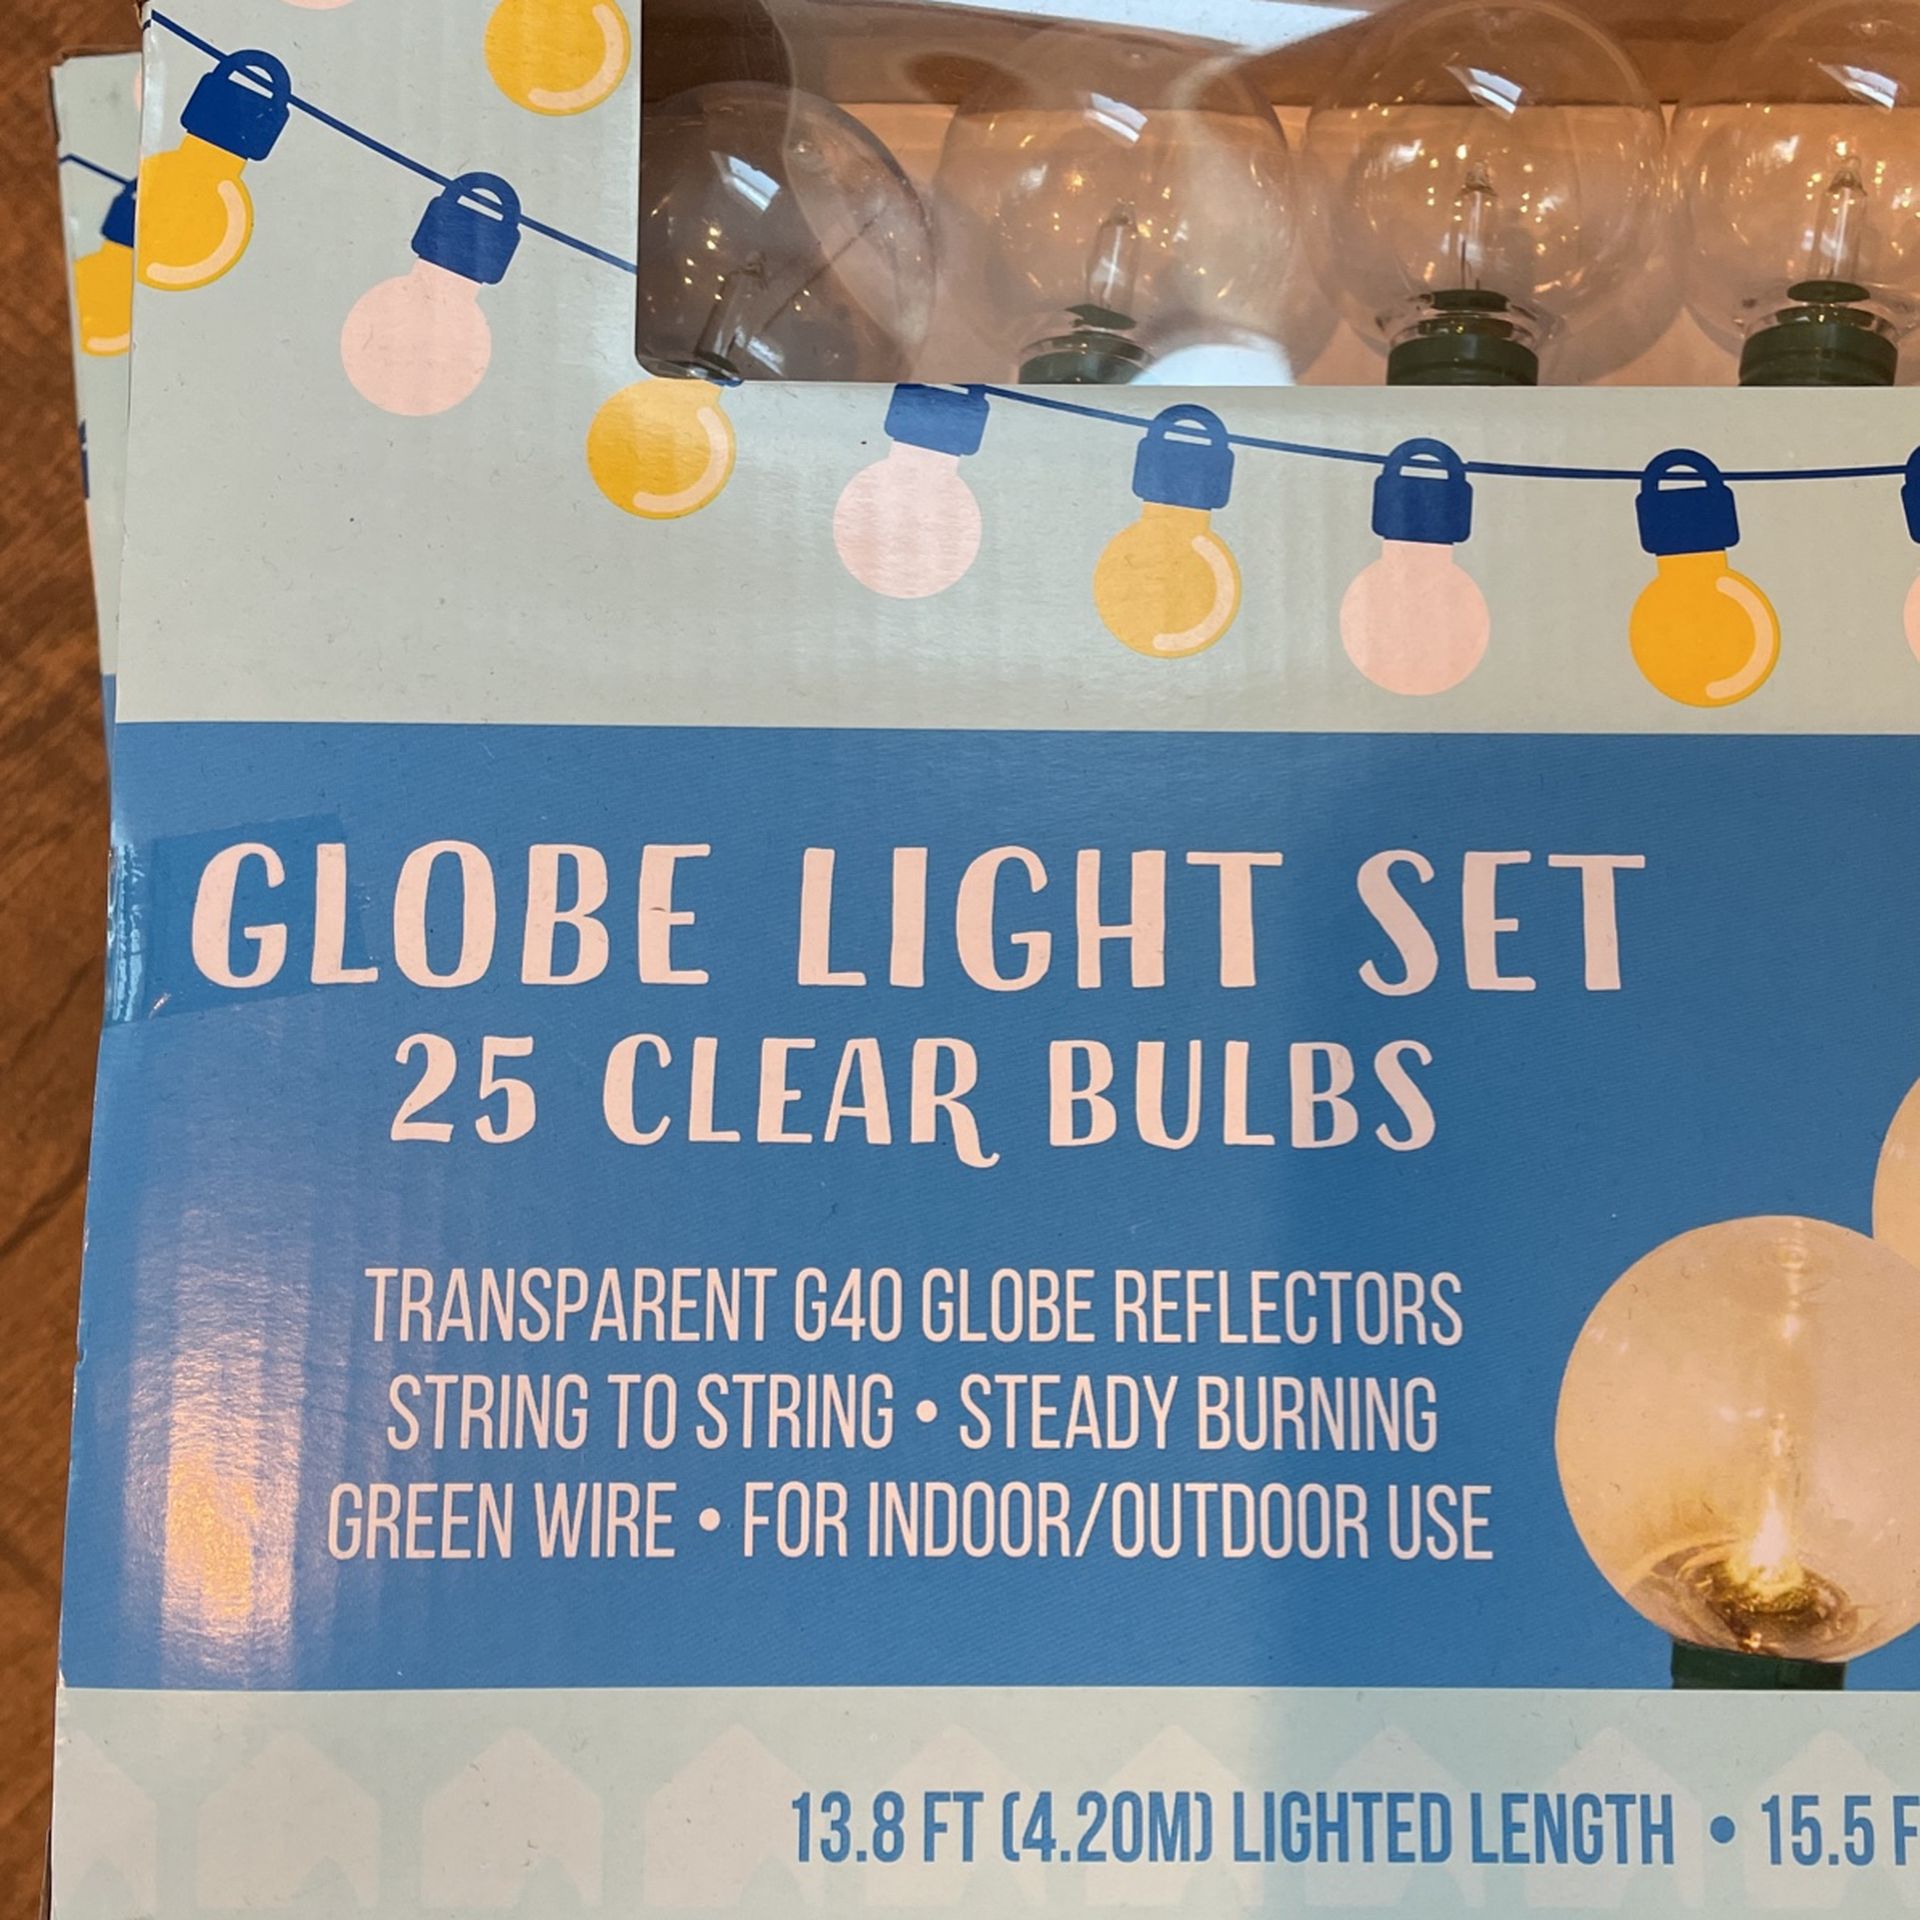 GLOBE LIGHT SET
25 CLEAR BULBS
TRANSPARENT G40 GLOBE REFLECTORS
STRING TO STRING • STEADY BURNING
GREEN WIRE • FOR INDOOR/OUTDOOR USE
13.8 FT (4.20M) LIGHTED LENGTH • 15.5 F